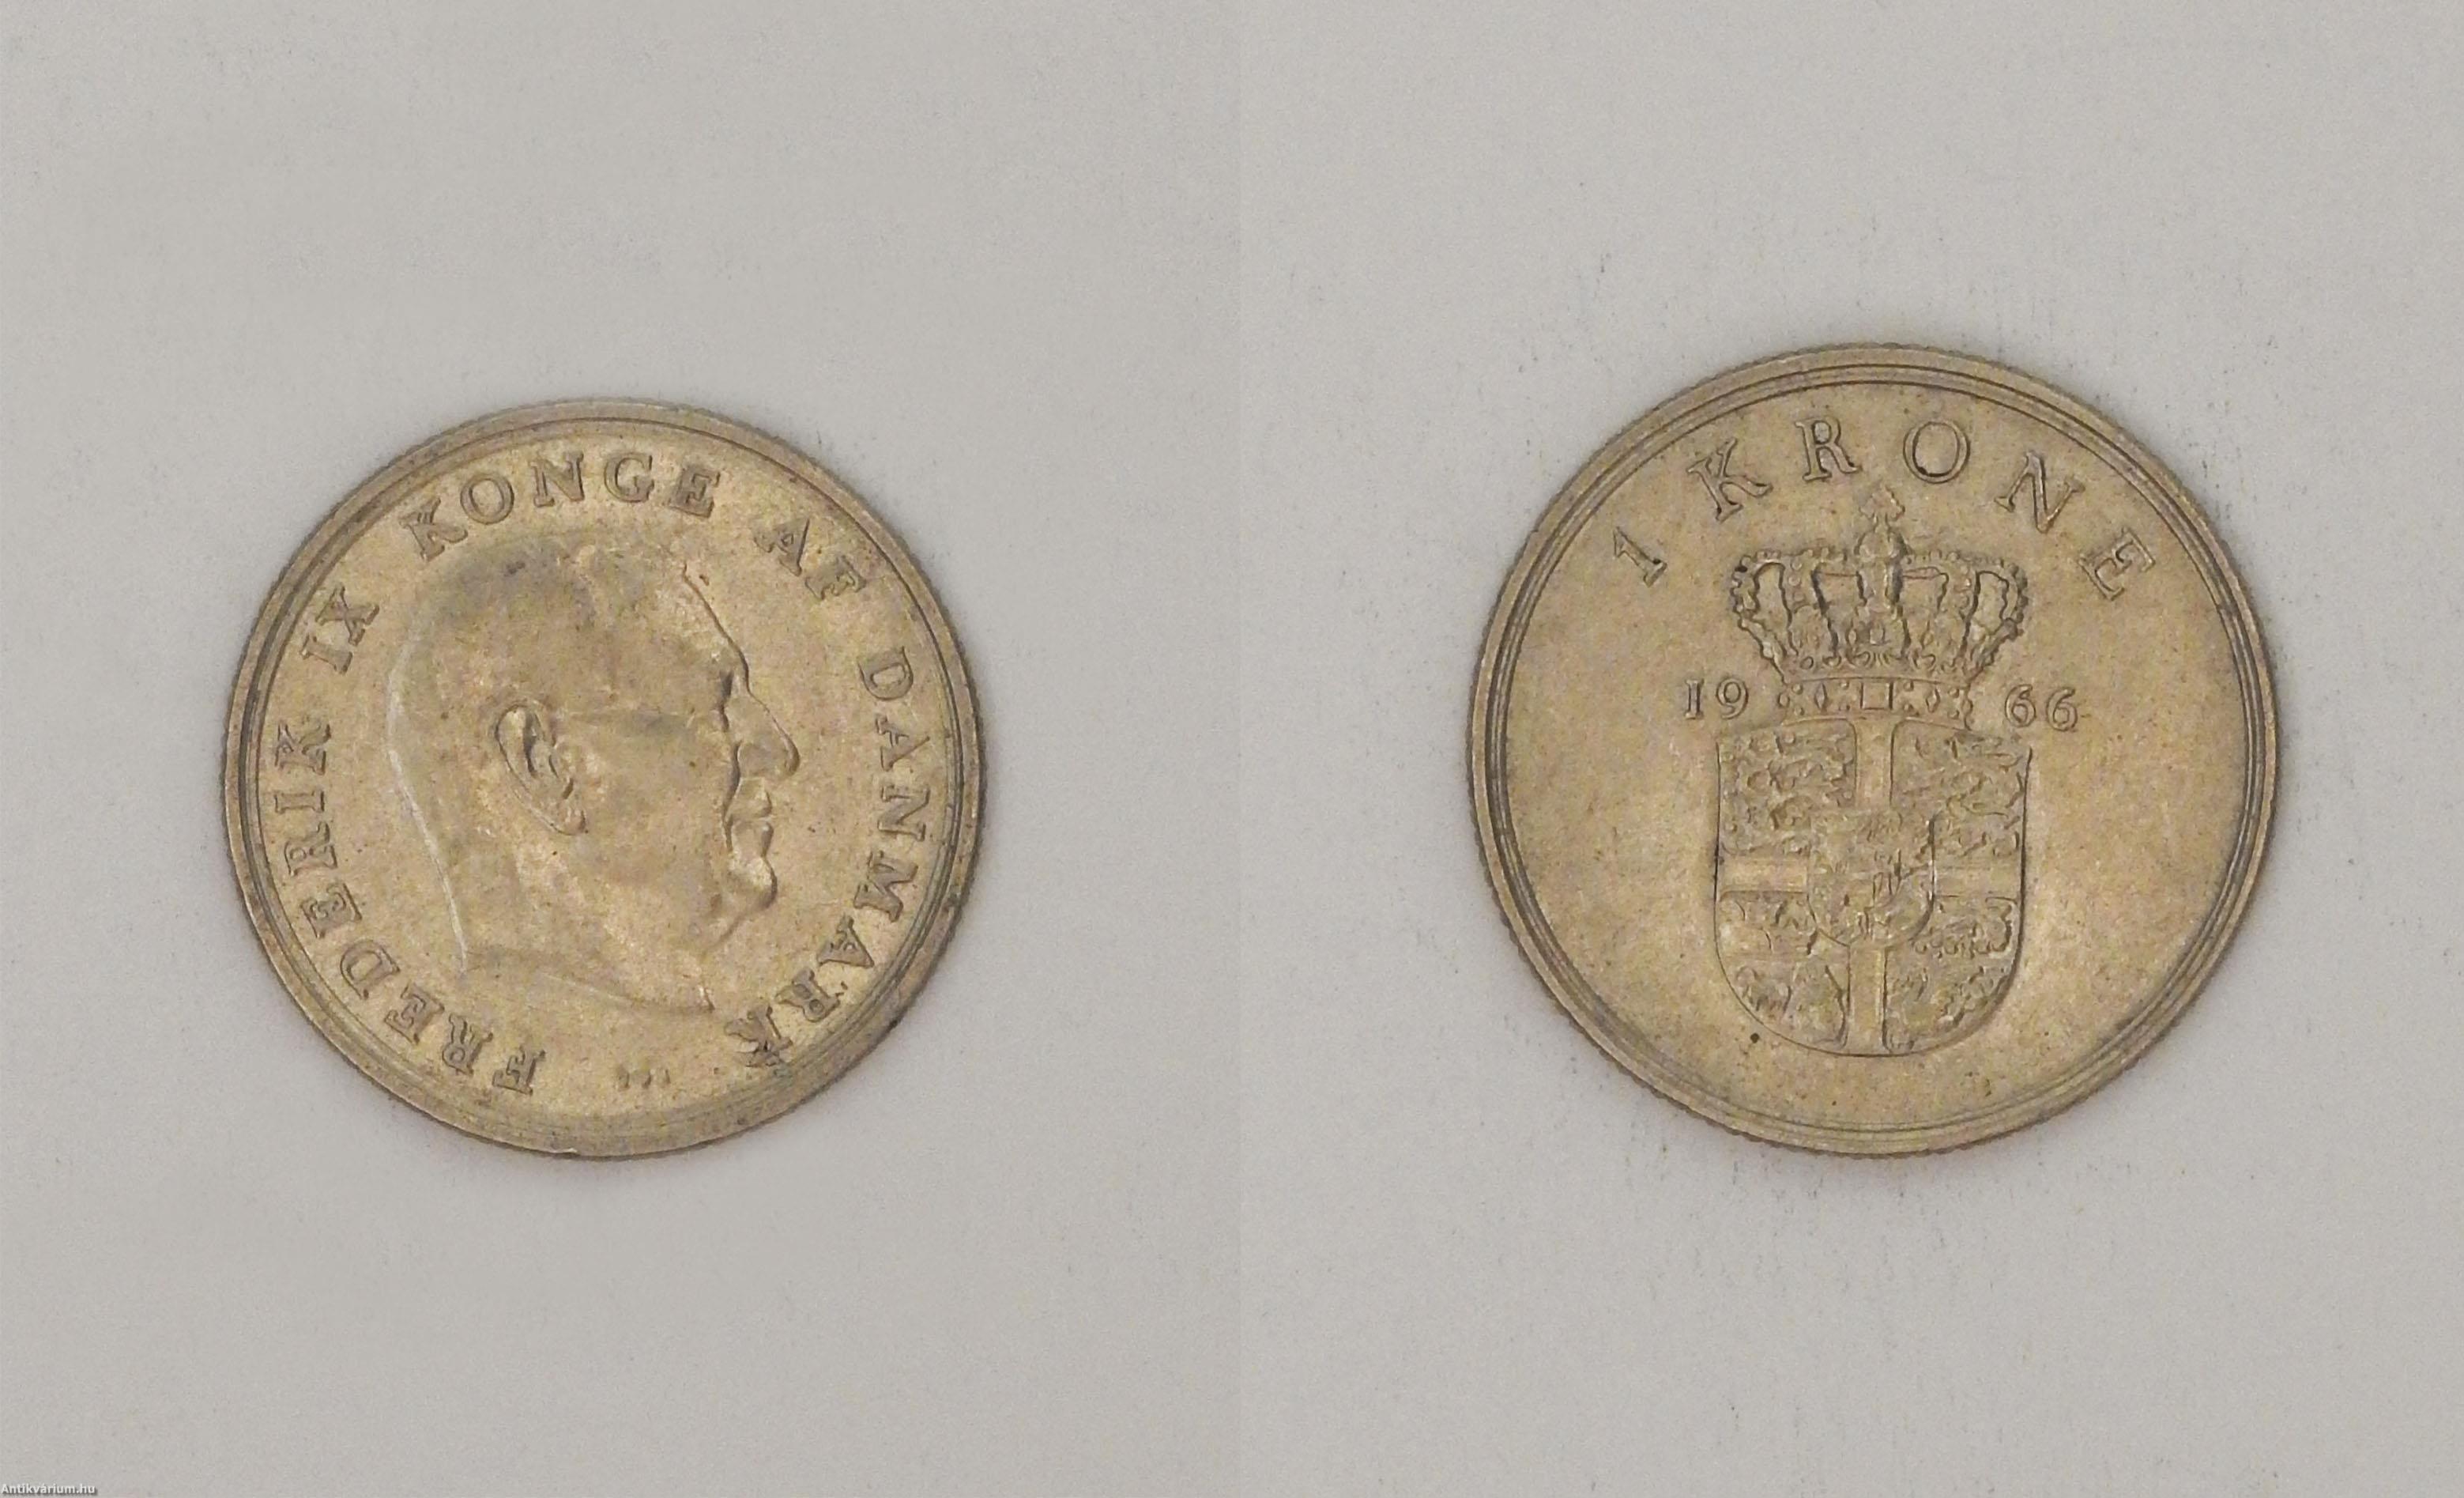 FREDERIK IX KONGE AF DANMARK
1 KRONE
19 66
Antikvárium.hu